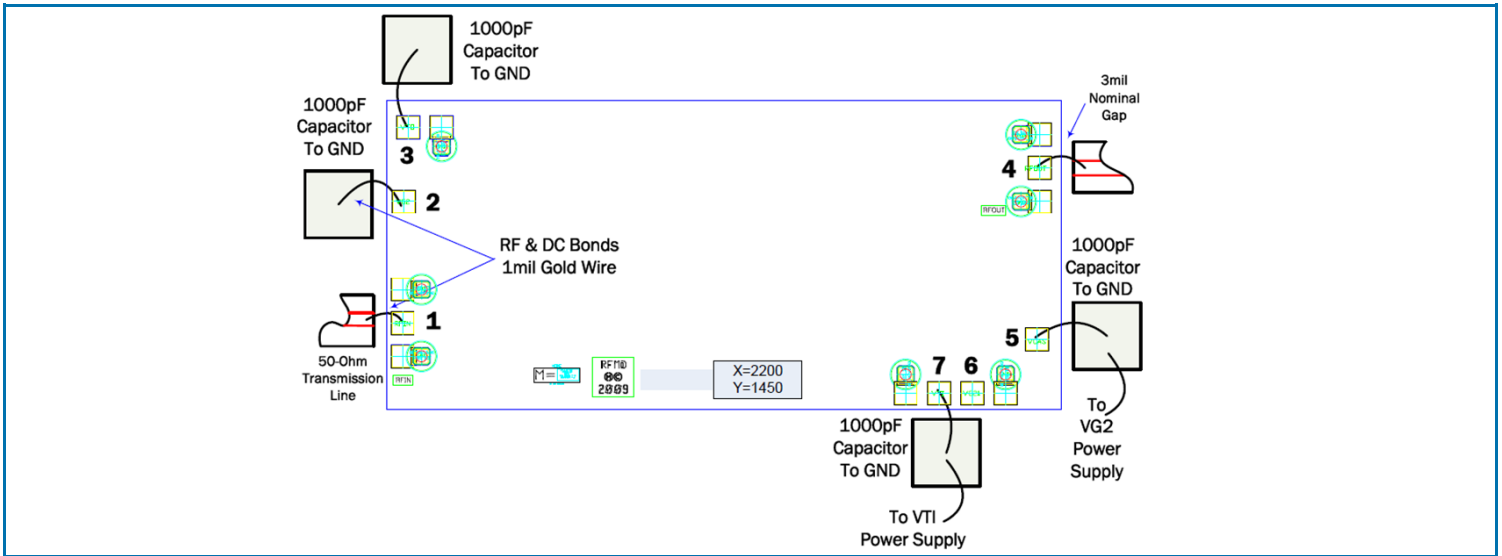 1000pF
Capacitor
To GND
1000pF
Capacitor
To GND
3
2
RF & DC Bonds
1mil Gold Wire
1
50-Ohm
Transmission
Line
RFIN
RFIN
M=
RFMD
2009
X=2200
Y=1450
3mil
Nominal
Gap
4
RFOUT
RFOUT
1000pF
Capacitor
To GND
5
7
6
To
VG2
Power
Supply
1000pF
Capacitor
To GND
To VTI
Power Supply